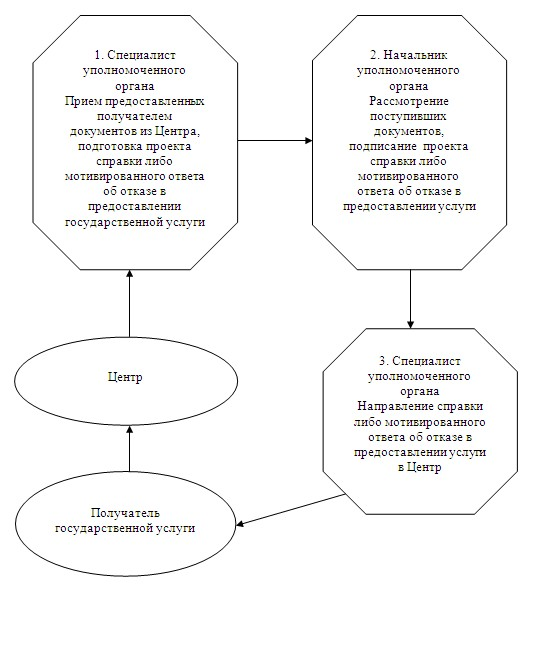 1. Специалист
уполномоченного
органа
Прием предоставленных
получателем
документов из Центра,
подготовка проекта
справки либо
мотивированного ответа
об отказе в
предоставлении
государственной услуги
2. Начальник
уполномоченного
органа
Рассмотрение
поступивших
документов,
подписание проекта
справки либо
мотивированного
ответа об отказе в
предоставлении услуги
3. Специалист
уполномоченного
органа
Направление справки
либо мотивированного
ответа об отказе в
предоставлении услуги
в Центр
Центр
Получатель
государственной услуги